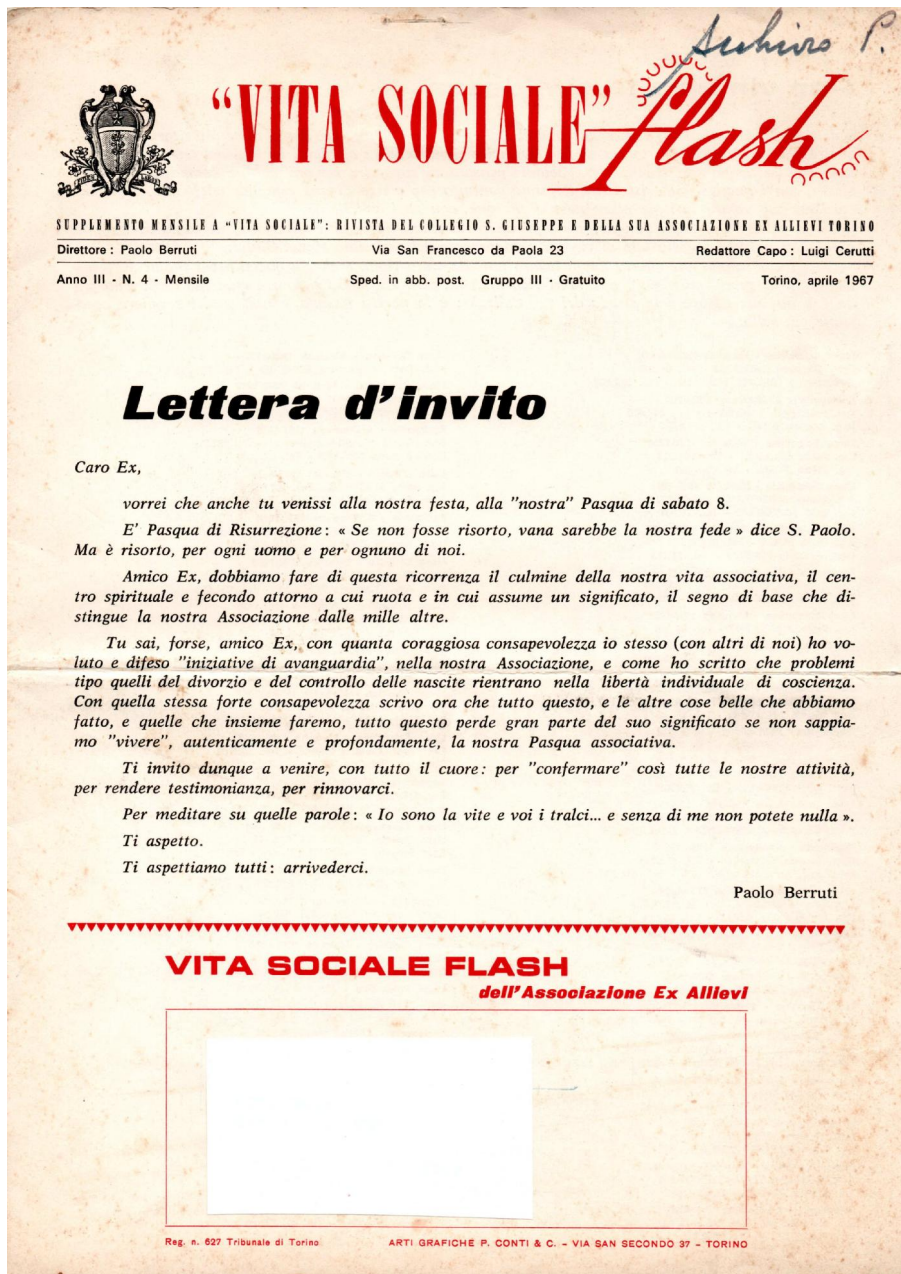 Archivio P.
"VITA SOCIALE" flash
FIDES LABOR
SUPPLEMENTO MENSILE A "VITA SOCIALE": RIVISTA DEL COLLEGIO S. GIUSEPPE E DELLA SUA ASSOCIAZIONE EX ALLIEVI TORINO
Direttore : Paolo Berruti Via San Francesco da Paola 23 Redattore Capo : Luigi Cerutti
Anno III - N. 4 - Mensile Sped. in abb. post. Gruppo III - Gratuito Torino, aprile 1967
Lettera d'invito
Caro Ex,
vorrei che anche tu venissi alla nostra festa, alla "nostra" Pasqua di sabato 8.
E' Pasqua di Risurrezione : « Se non fosse risorto, vana sarebbe la nostra fede » dice S. Paolo.
Ma è risorto, per ogni uomo e per ognuno di noi.
Amico Ex, dobbiamo fare di questa ricorrenza il culmine della nostra vita associativa, il cen-
tro spirituale e fecondo attorno a cui ruota e in cui assume un significato, il segno di base che di-
stingue la nostra Associazione dalle mille altre.
Tu sai, forse, amico Ex, con quanta coraggiosa consapevolezza io stesso (con altri di noi) ho vo-
luto e difeso "iniziative di avanguardia", nella nostra Associazione, e come ho scritto che problemi
tipo quelli del divorzio e del controllo delle nascite rientrano nella libertà individuale di coscienza.
Con quella stessa forte consapevolezza scrivo ora che tutto questo, e le altre cose belle che abbiamo
fatto, e quelle che insieme faremo, tutto questo perde gran parte del suo significato se non sappia-
mo "vivere", autenticamente e profondamente, la nostra Pasqua associativa.
Ti invito dunque a venire, con tutto il cuore : per "confermare" così tutte le nostre attività,
per rendere testimonianza, per rinnovarci.
Per meditare su quelle parole : « Io sono la vite e voi i tralci... e senza di me non potete nulla ».
Ti aspetto.
Ti aspettiamo tutti : arrivederci.
Paolo Berruti
VITA SOCIALE FLASH
dell'Associazione Ex Allievi
Reg. n. 627 Tribunale di Torino ARTI GRAFICHE P. CONTI & C. - VIA SAN SECONDO 37 - TORINO